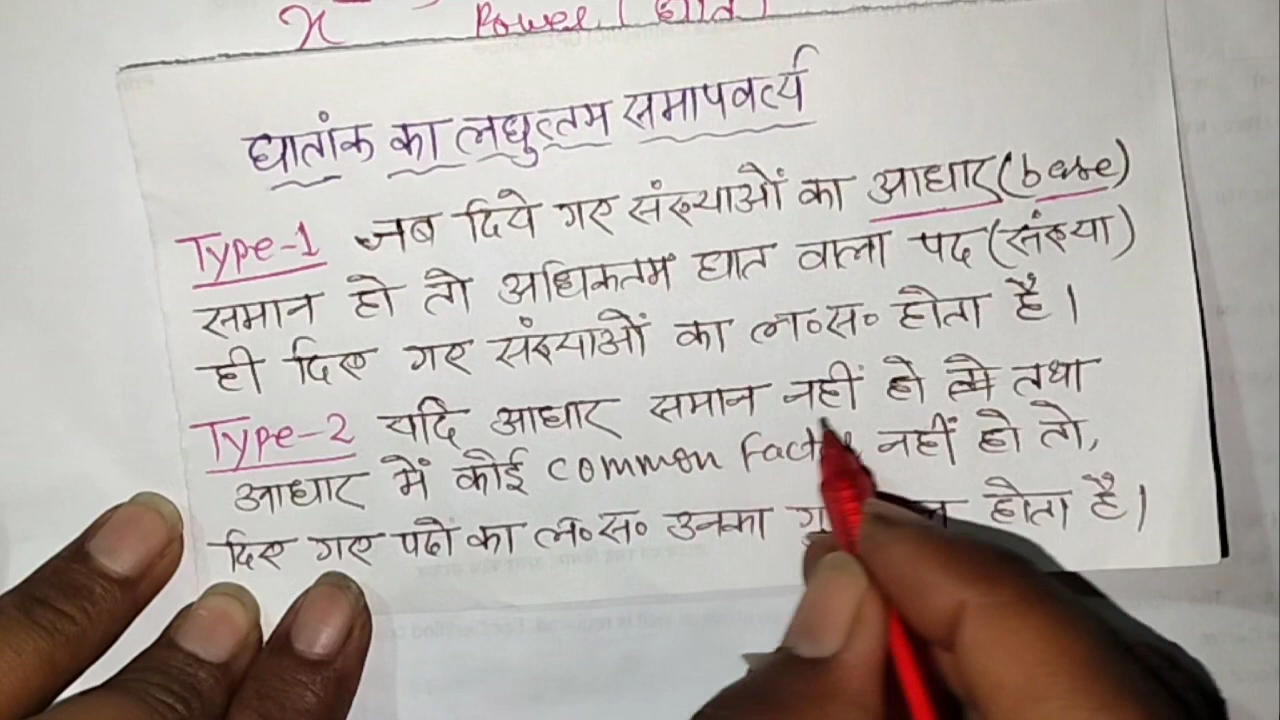 x Power (घात)
घातांक का लघुत्तम समापवर्त्य
Type-1 जब दिये गए संख्याओं का आधार (base)
समान हो तो अधिकतम घात वाला पद (संख्या)
ही दिए गए संख्याओं का ल०स० होता है।
Type-2 यदि आधार समान नहीं हो तथा
आधार में कोई common नहीं हो तो,
दिए गए पदों का ल०स० उनका होता है।